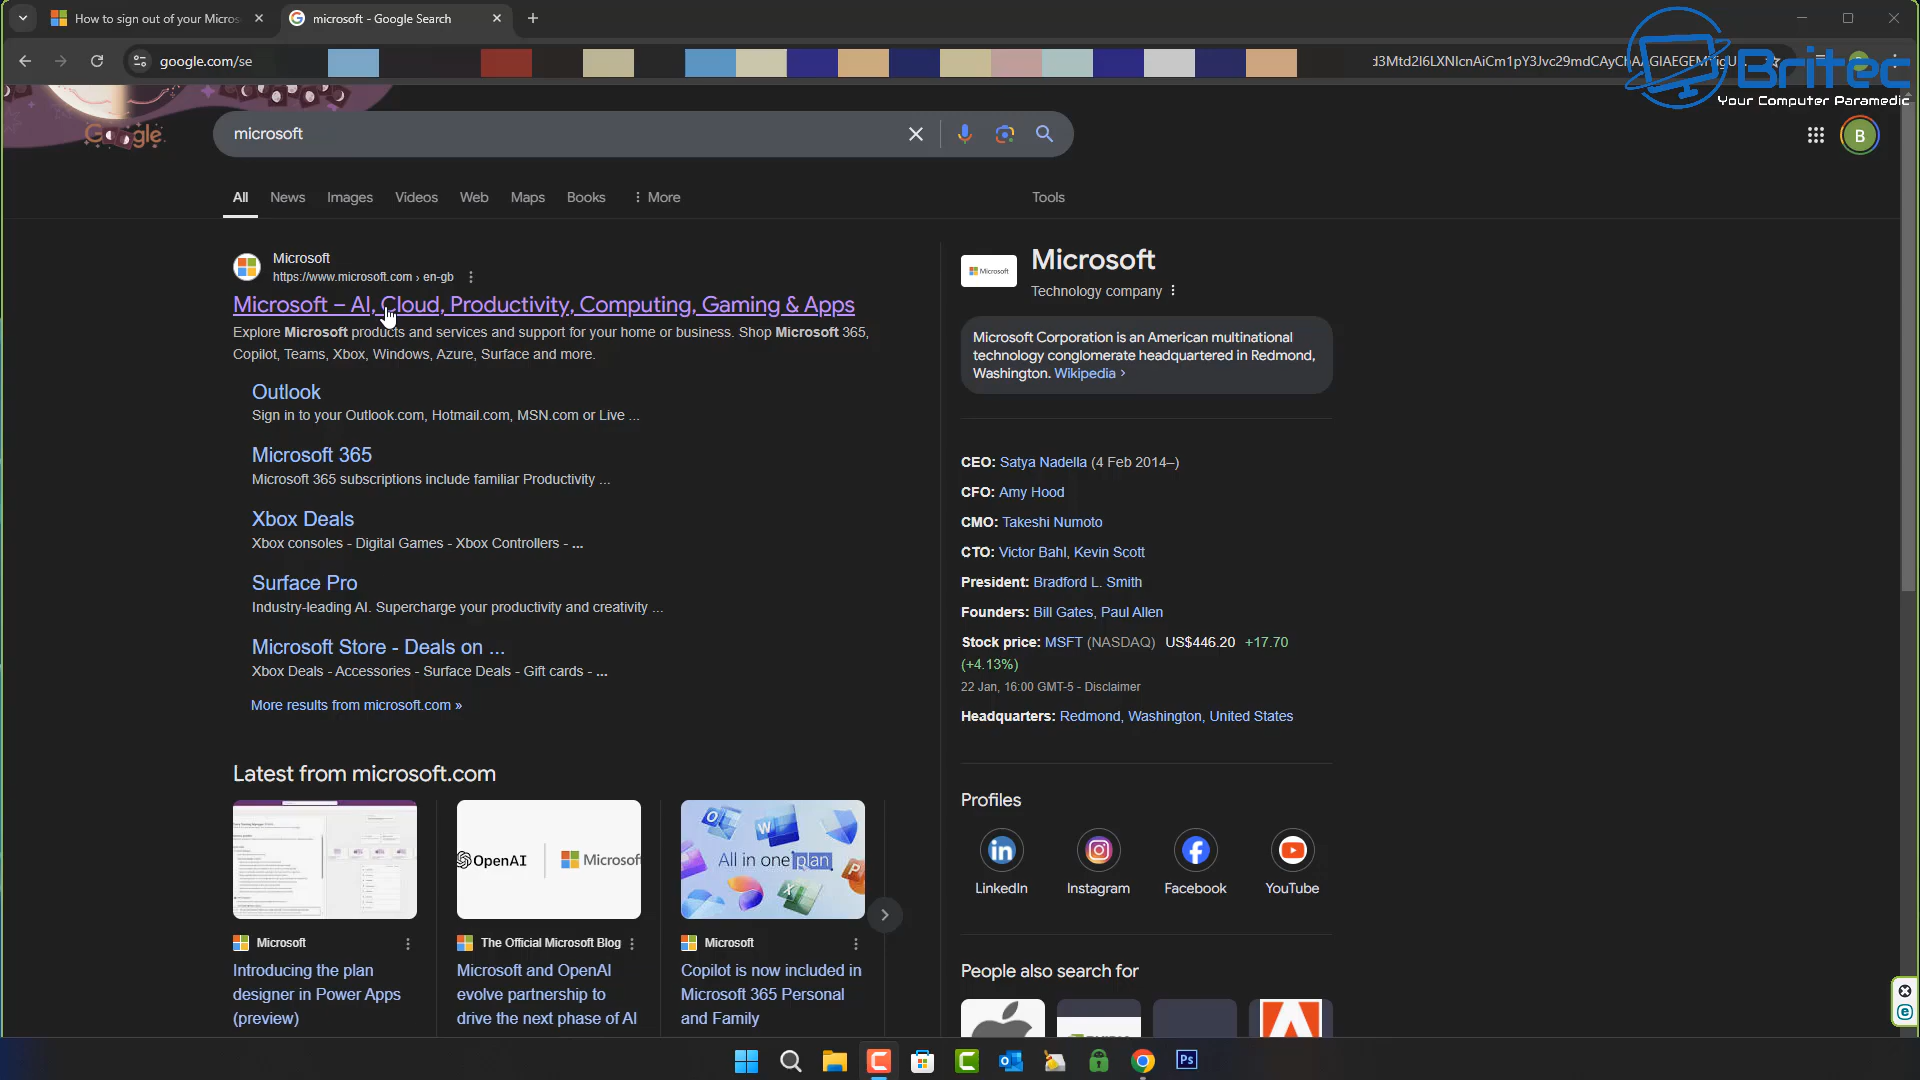 How to sign out of your Micros
microsoft - Google Search
google.com/se
Britec
Your Computer Paramedic
Google
microsoft
B
All
News
Images
Videos
Web
Maps
Books
More
Tools
Microsoft
https://www.microsoft.com › en-gb
Microsoft – AI, Cloud, Productivity, Computing, Gaming & Apps
Explore Microsoft products and services and support for your home or business. Shop Microsoft 365,
Copilot, Teams, Xbox, Windows, Azure, Surface and more.
Outlook
Sign in to your Outlook.com, Hotmail.com, MSN.com or Live ...
Microsoft 365
Microsoft 365 subscriptions include familiar Productivity ...
Xbox Deals
Xbox consoles - Digital Games - Xbox Controllers - ...
Surface Pro
Industry-leading AI. Supercharge your productivity and creativity ...
Microsoft Store - Deals on ...
Xbox Deals - Accessories - Surface Deals - Gift cards - ...
More results from microsoft.com »
Latest from microsoft.com
OpenAI
Microsoft
All in one plan
Microsoft
Introducing the plan
designer in Power Apps
(preview)
The Official Microsoft Blog
Microsoft and OpenAI
evolve partnership to
drive the next phase of AI
Microsoft
Copilot is now included in
Microsoft 365 Personal
and Family
Microsoft
Microsoft
Technology company
Microsoft Corporation is an American multinational
technology conglomerate headquartered in Redmond,
Washington. Wikipedia ›
CEO: Satya Nadella (4 Feb 2014–)
CFO: Amy Hood
CMO: Takeshi Numoto
CTO: Victor Bahl, Kevin Scott
President: Bradford L. Smith
Founders: Bill Gates, Paul Allen
Stock price: MSFT (NASDAQ) US$446.20 +17.70
(+4.13%)
22 Jan, 16:00 GMT-5 - Disclaimer
Headquarters: Redmond, Washington, United States
Profiles
LinkedIn
Instagram
Facebook
YouTube
People also search for
Ps